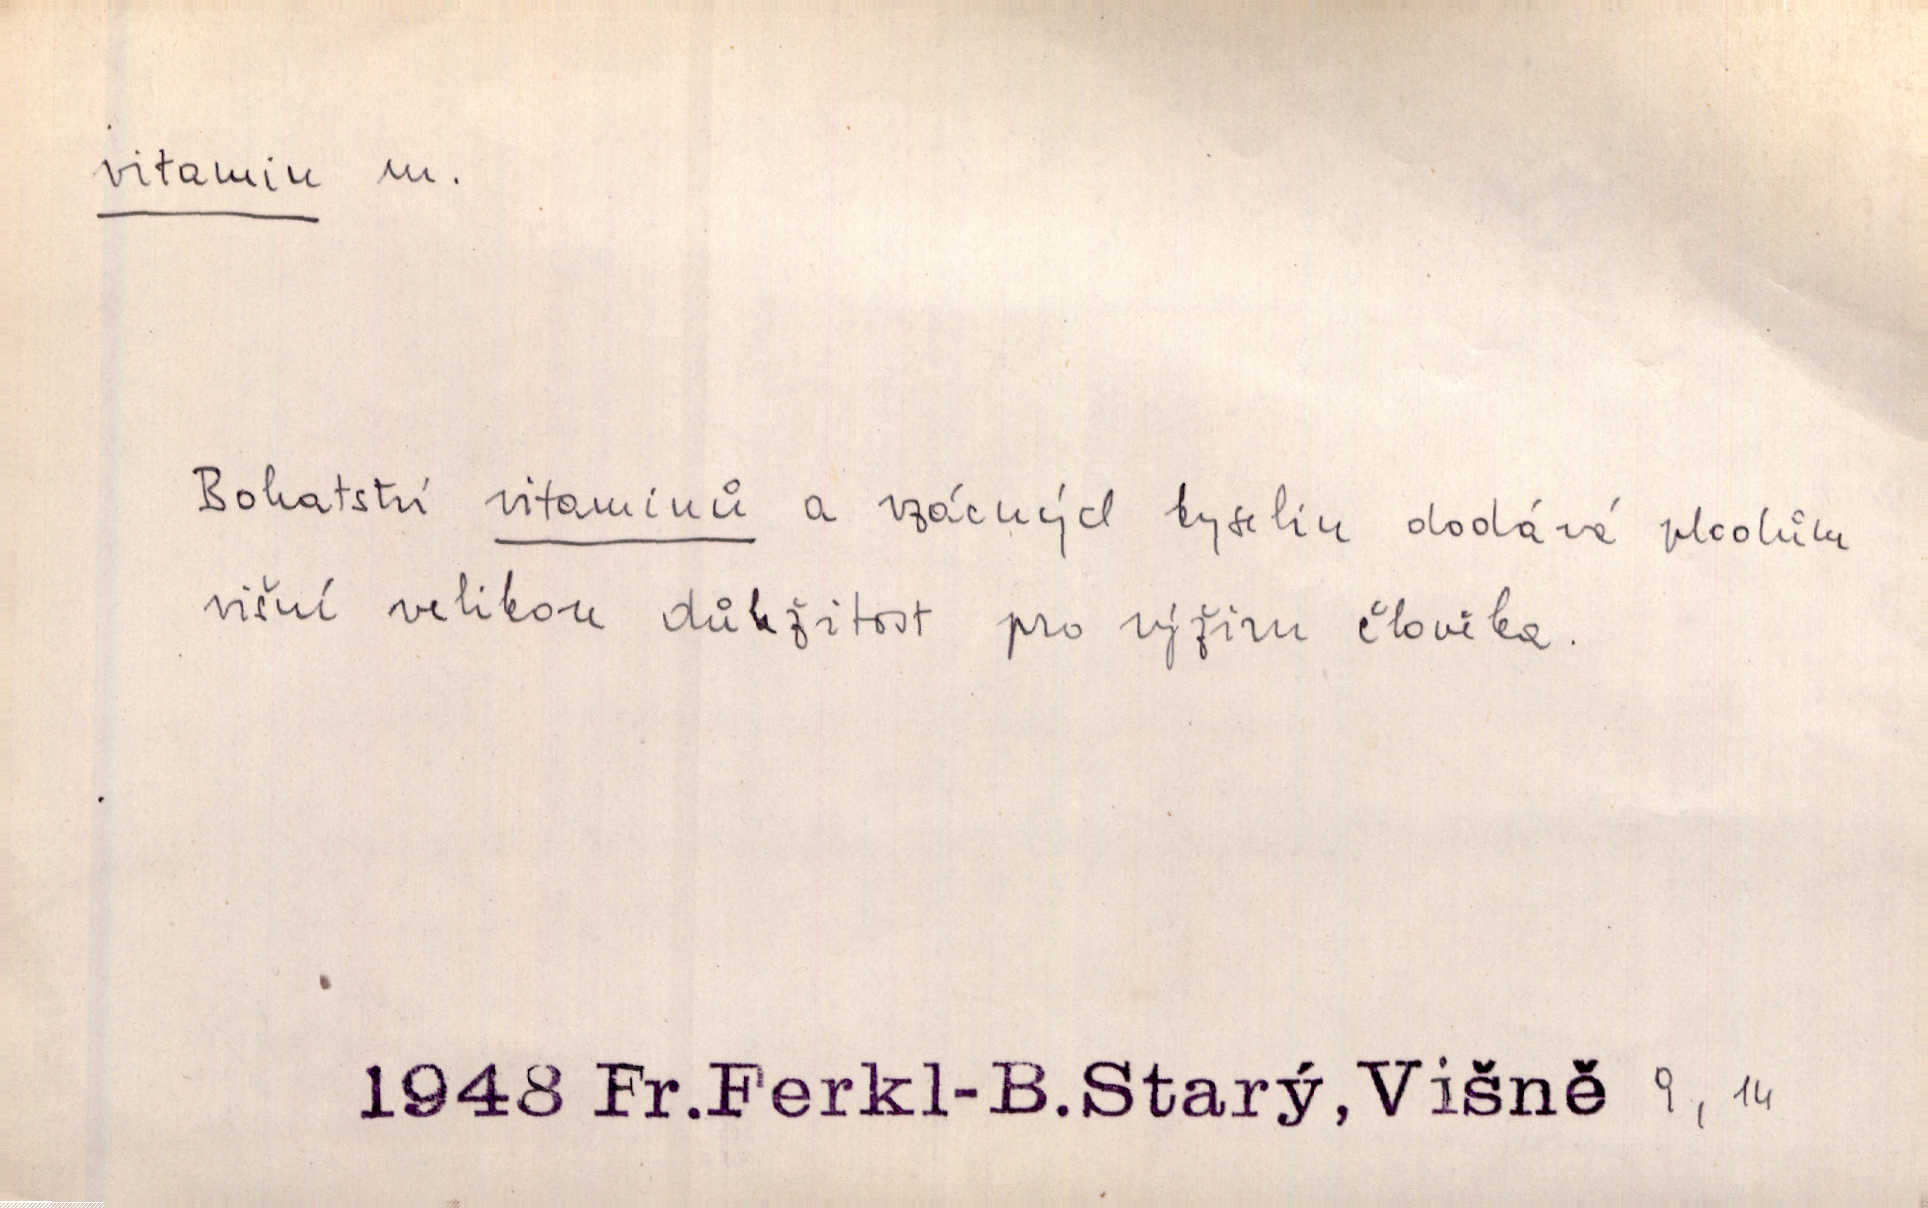 vitamin m.
Bohatství vitaminů a vzácných kyselin dodává plodům
višní velikou důležitost pro výživu člověka.
1948 Fr.Ferkl-B.Starý,Višně 9, 14